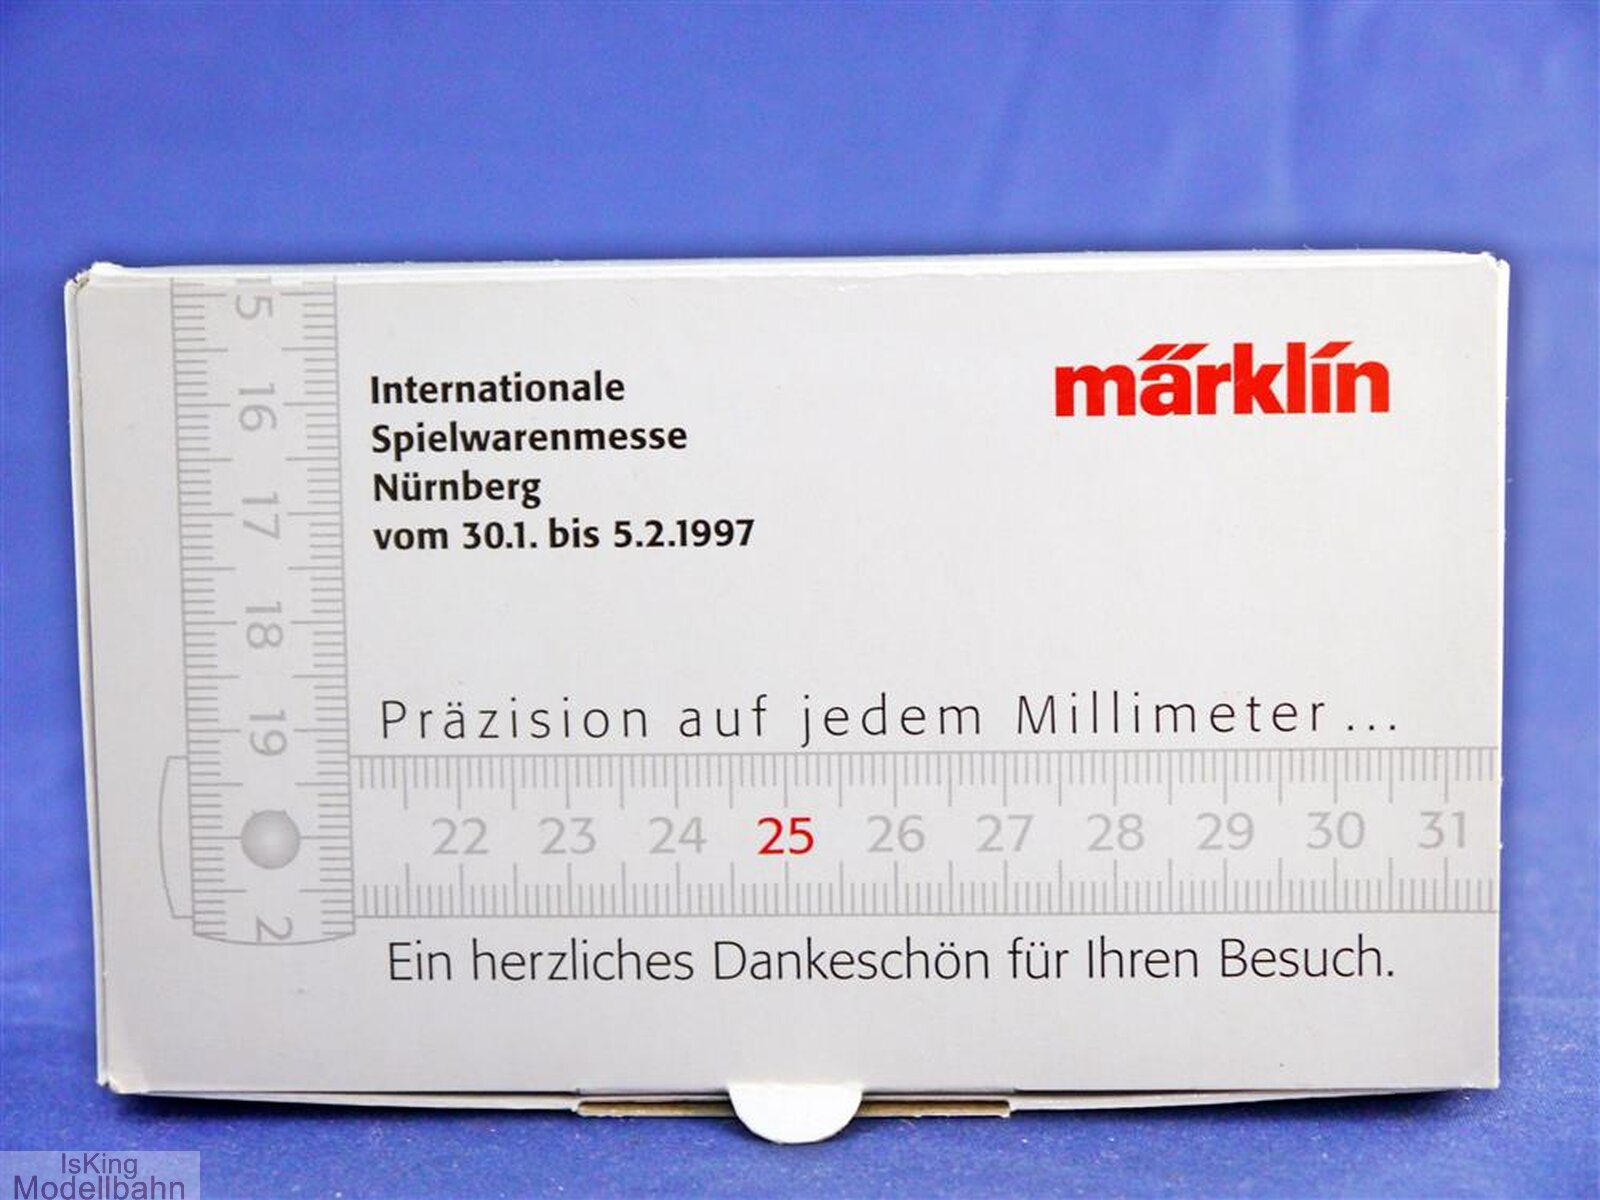 märklín
Internationale
Spielwarenmesse
Nürnberg
vom 30.1. bis 5.2.1997
15
16
17
18
19
2
Präzision auf jedem Millimeter...
22 23 24 25 26 27 28 29 30 31
Ein herzliches Dankeschön für Ihren Besuch.
IsKing
Modellbahn